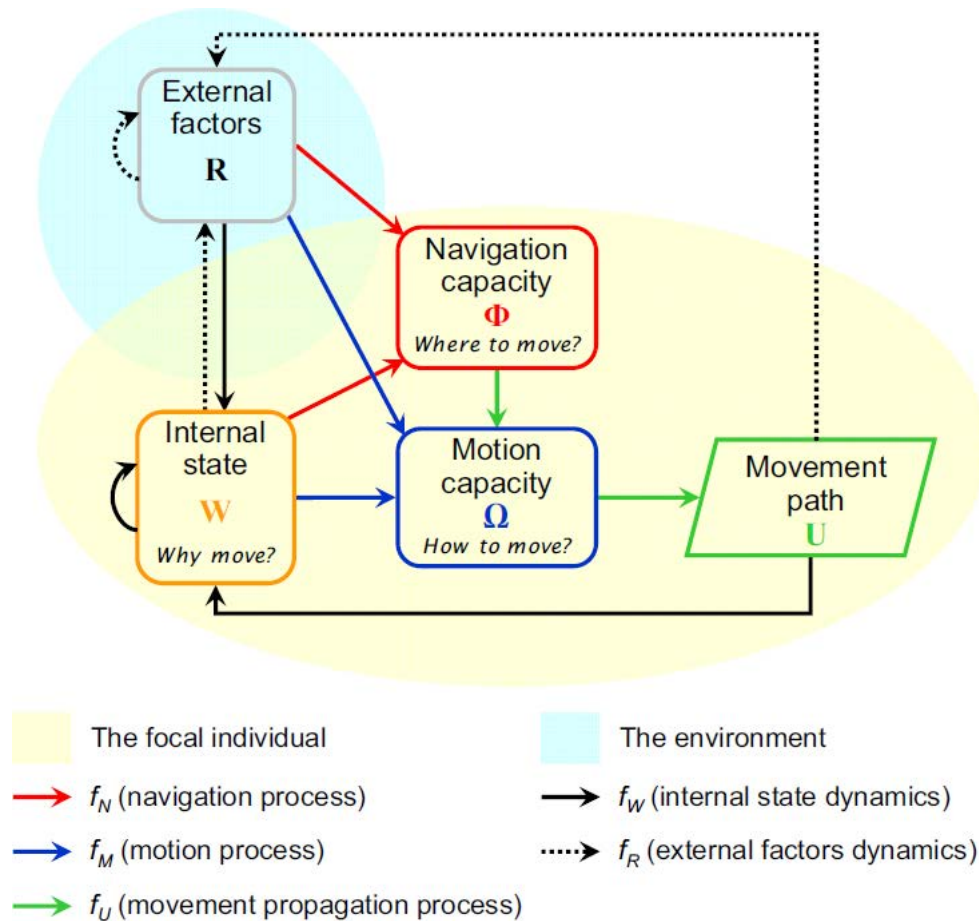 External
factors
R
Navigation
capacity
Φ
Where to move?
Internal
state
W
Why move?
Motion
capacity
Ω
How to move?
Movement
path
U
The focal individual
The environment
f_N (navigation process)
f_W (internal state dynamics)
f_M (motion process)
f_R (external factors dynamics)
f_U (movement propagation process)